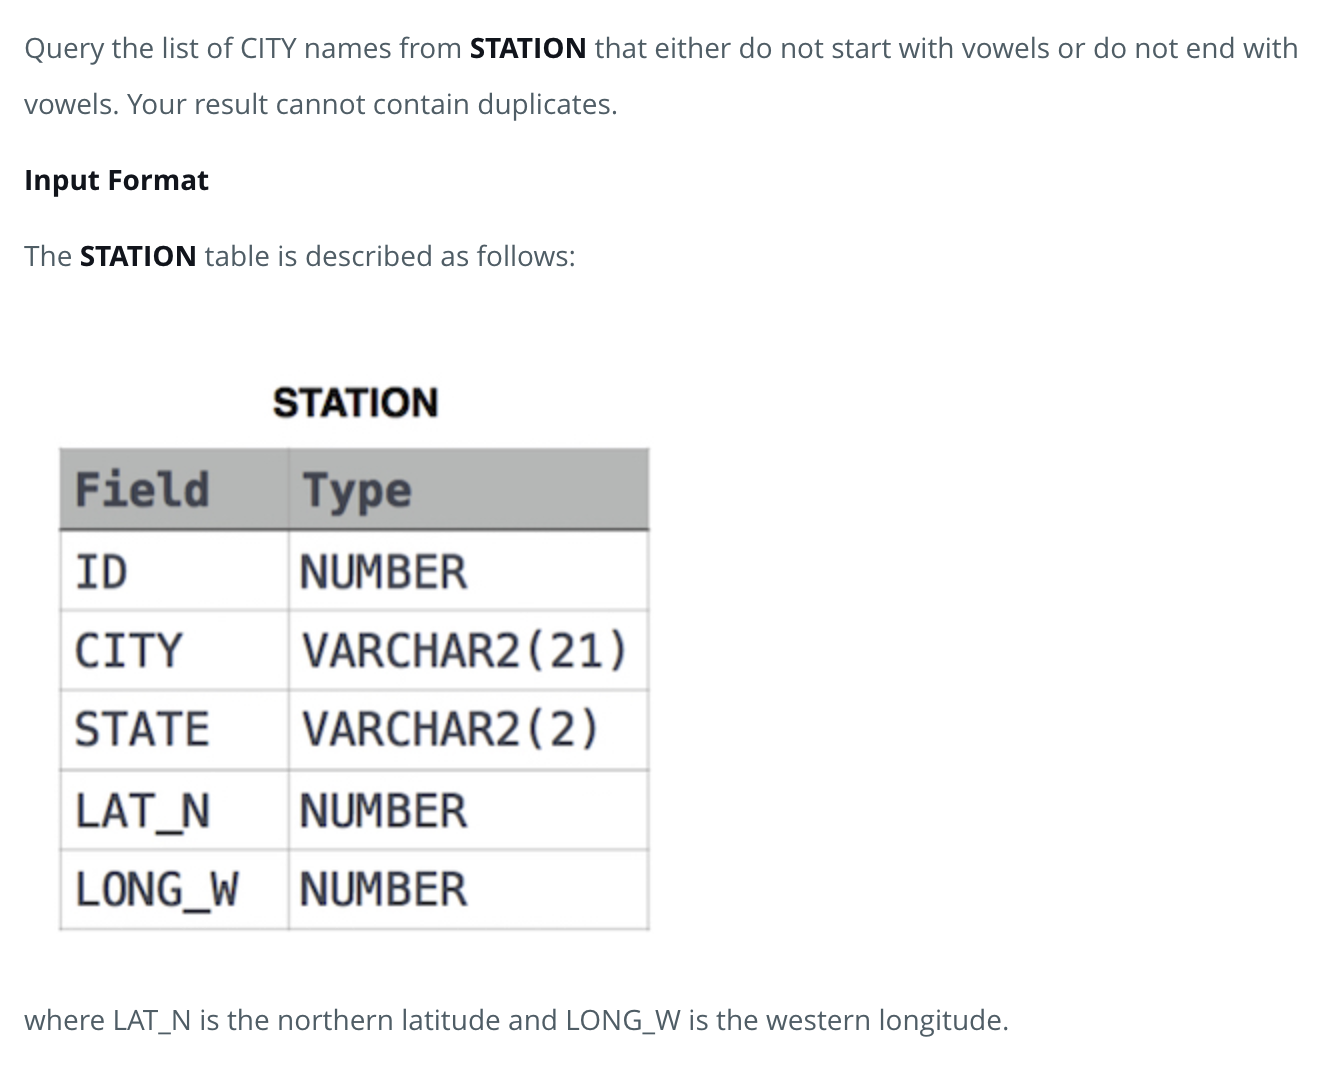 Query the list of CITY names from STATION that either do not start with vowels or do not end with
vowels. Your result cannot contain duplicates.
Input Format
The STATION table is described as follows:
STATION
Field Type
ID NUMBER
CITY VARCHAR2(21)
STATE VARCHAR2(2)
LAT_N NUMBER
LONG_W NUMBER
where LAT_N is the northern latitude and LONG_W is the western longitude.